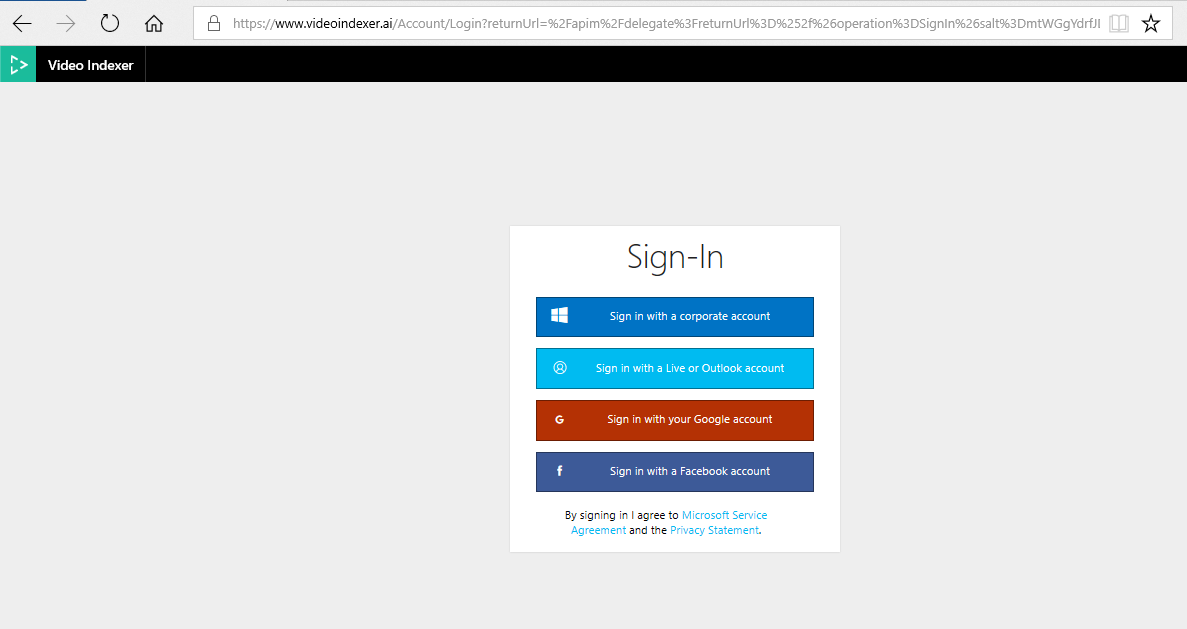 https://www.videoindexer.ai/Account/Login?returnUrl=%2Fapim%2Fdelegate%3FreturnUrl%3D%252f%26operation%3DSignIn%26salt%3DmtWGgYdrfJI
Video Indexer
Sign-In
Sign in with a corporate account
Sign in with a Live or Outlook account
G Sign in with your Google account
f Sign in with a Facebook account
By signing in I agree to Microsoft Service
Agreement and the Privacy Statement.